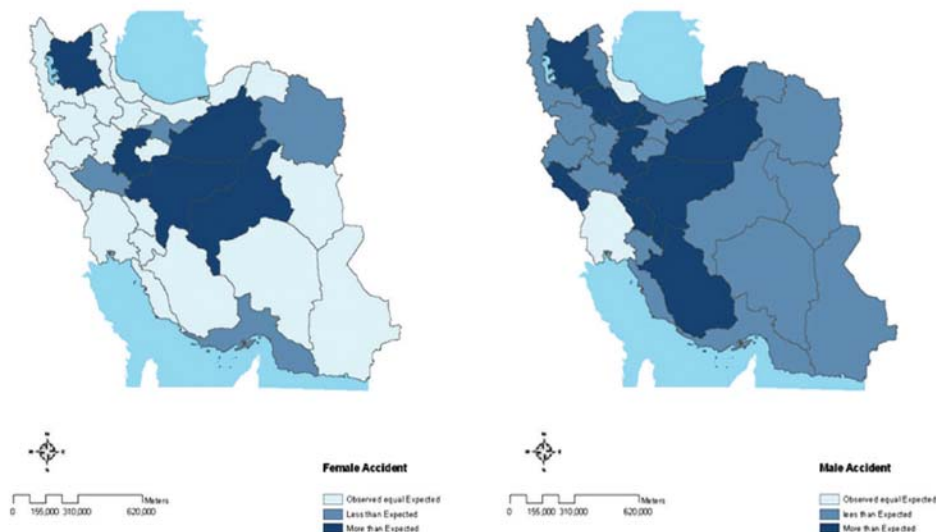 N
W E
S
Meters
0 155,000 310,000 620,000
Female Accident
Observed equal Expected
Less than Expected
More than Expected
N
W E
S
Meters
0 155,000 310,000 620,000
Male Accident
Observed equal Expected
lees than Expected
More than Expected